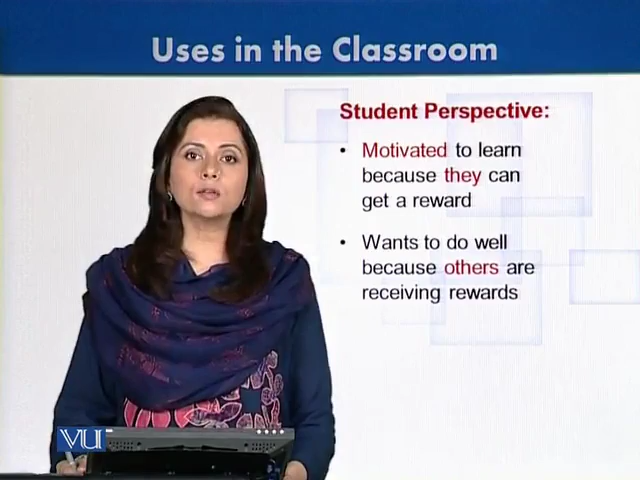 Uses in the Classroom
Student Perspective:
• Motivated to learn
because they can
get a reward
• Wants to do well
because others are
receiving rewards
VU